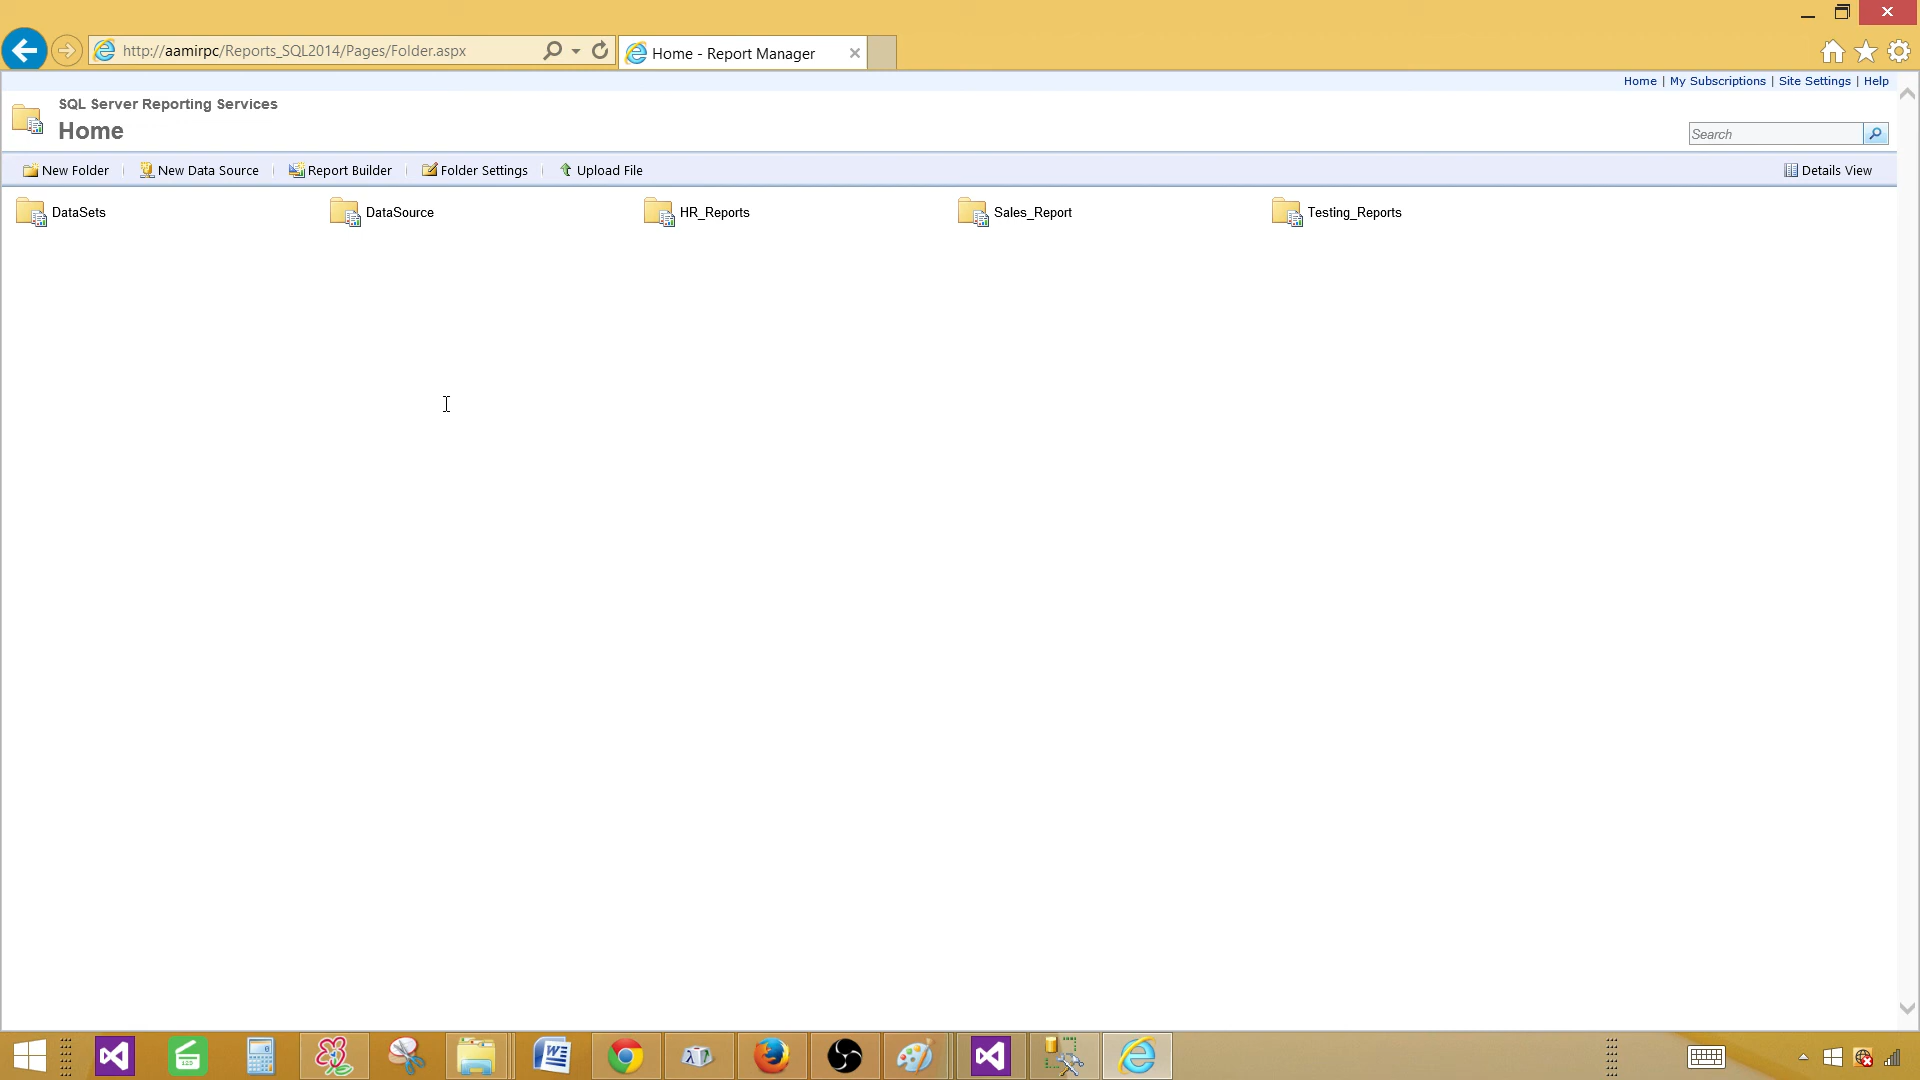 http://aamirpc/Reports_SQL2014/Pages/Folder.aspx
Home - Report Manager
Home | My Subscriptions | Site Settings | Help
SQL Server Reporting Services
Home
Search
New Folder
New Data Source
Report Builder
Folder Settings
Upload File
Details View
DataSets
DataSource
HR_Reports
Sales_Report
Testing_Reports
123